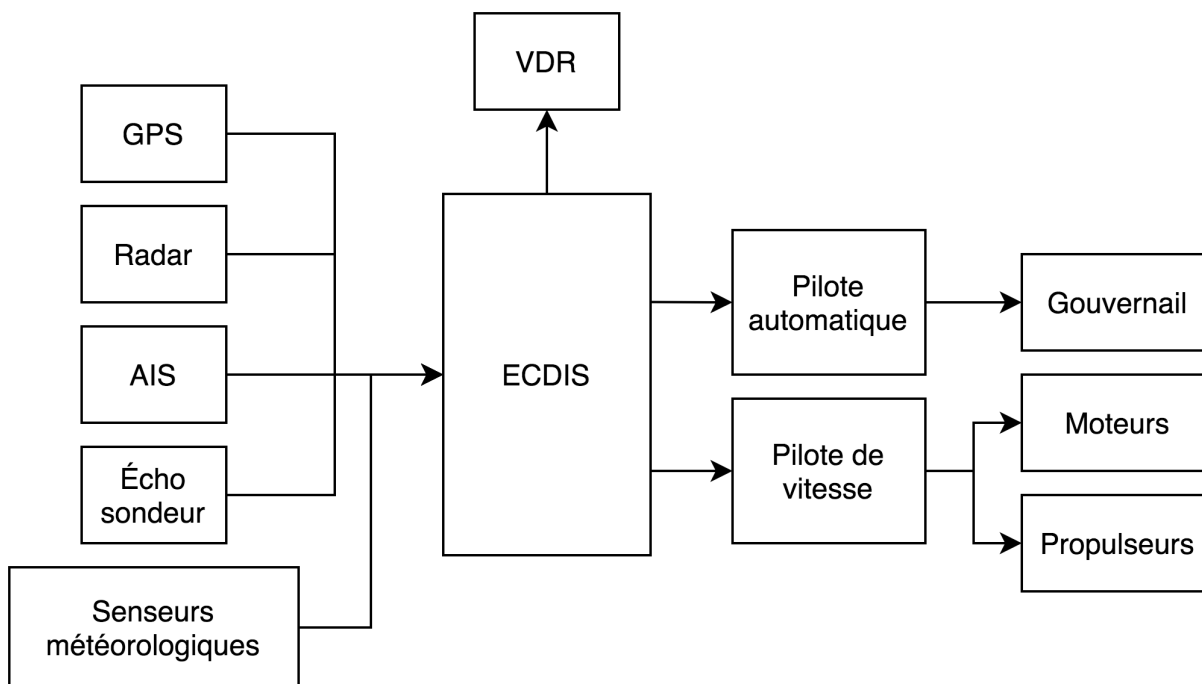 VDR
GPS
Radar
AIS
Écho
sondeur
Senseurs
météorologiques
ECDIS
Pilote
automatique
Pilote de
vitesse
Gouvernail
Moteurs
Propulseurs